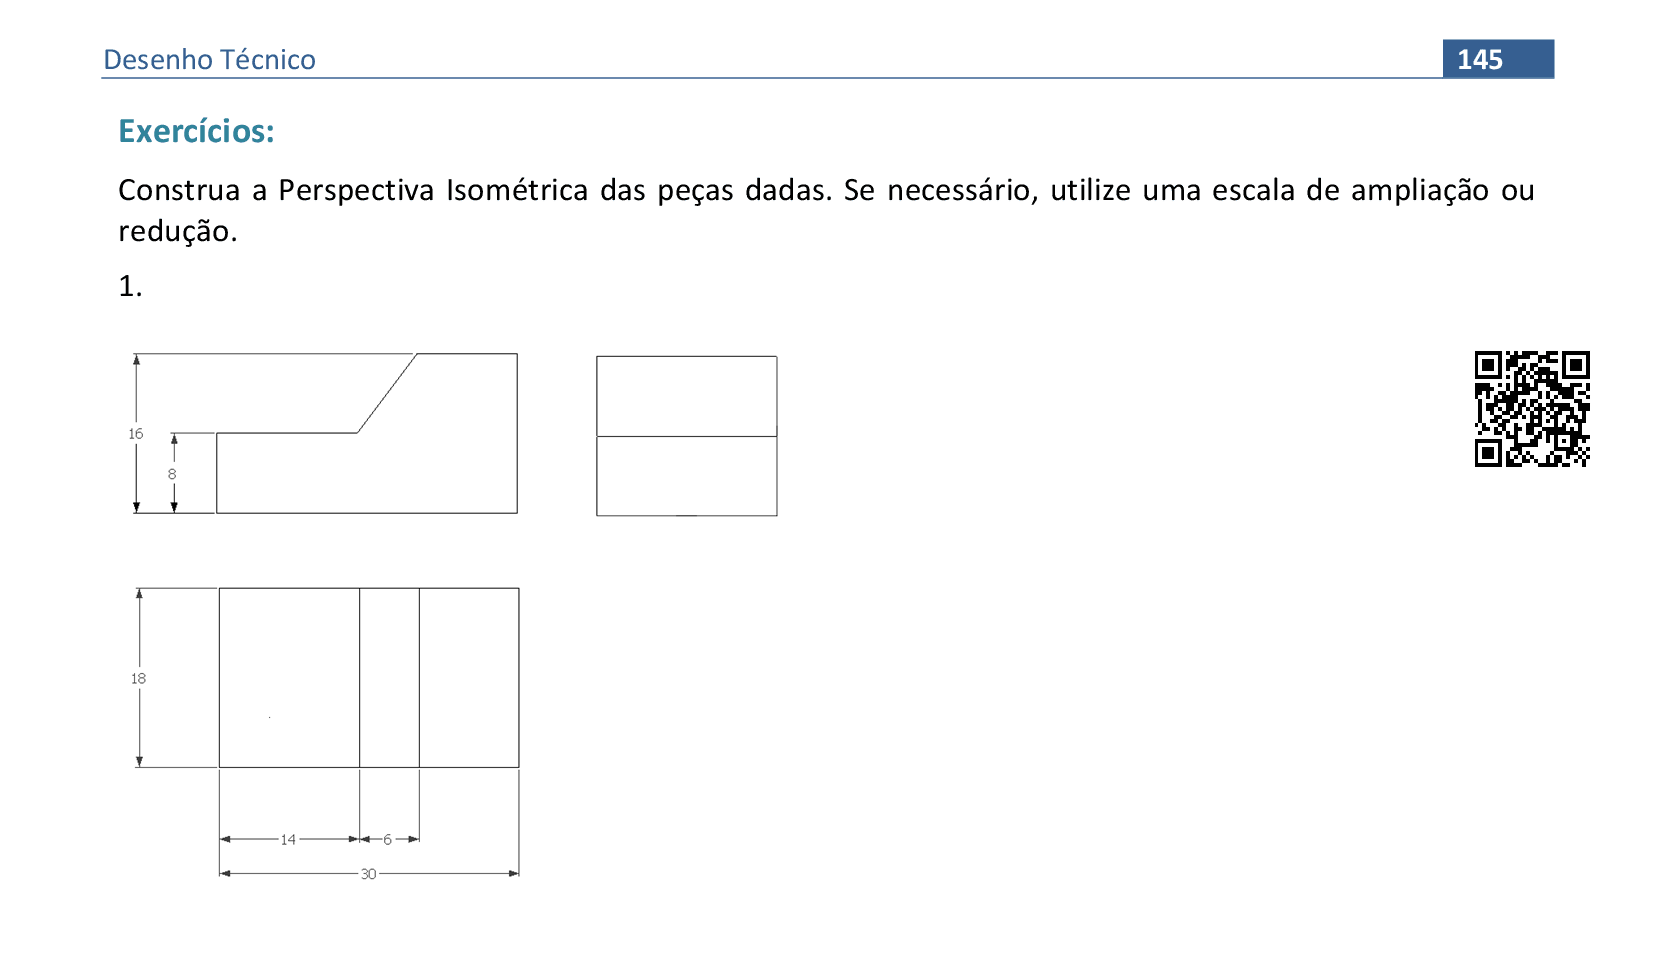 Desenho Técnico
145
Exercícios:
Construa a Perspectiva Isométrica das peças dadas. Se necessário, utilize uma escala de ampliação ou
redução.
1.
16
8
18
14
6
30